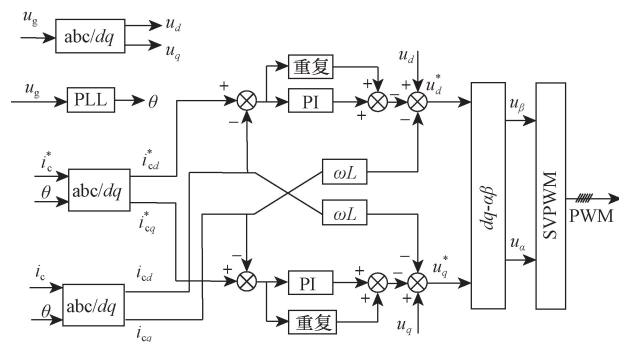 u_g abc/dq u_d
u_q
u_g PLL θ
i_c^* abc/dq i_cd^*
θ i_cq^*
i_c abc/dq i_cd
θ i_cq
+ − 重复 PI + + − + − u_d u_d^*
ωL
ωL
− + PI 重复 + + − − + u_q^* u_q
dq-αβ
u_β
u_α
SVPWM
PWM